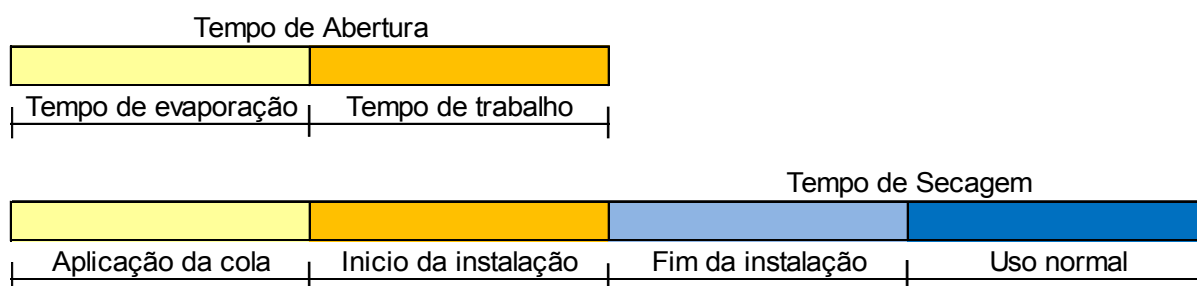 Tempo de Abertura
Tempo de evaporação Tempo de trabalho
Tempo de Secagem
Aplicação da cola Inicio da instalação Fim da instalação Uso normal